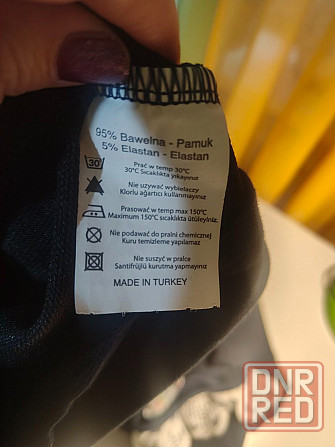 95% Bawełna - Pamuk
5% Elastan - Elastan
30
Prać w temp 30°C
30°C Sıcaklıkta yıkayınız
Nie używać wybielaczy
Klorlu ağartıcı kullanmayınız
Prasować w temp max 150°C
Maximum 150°C sıcaklıkta ütüleyiniz.
Nie podawać do pralni chemicznej
Kuru temizleme yapılamaz
Nie suszyć w pralce
Santifrüjlü kurutma yapmayınız
MADE IN TURKEY
DNR
RED